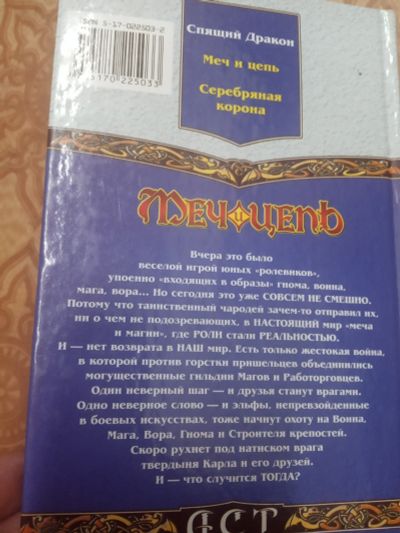 ISBN 5-17-022503-2
Спящий Дракон
Меч и цепь
Серебряная
корона
МЕЧ И ЦЕПЬ
Вчера это было
веселой игрой юных «ролевиков»,
упоенно «входящих в образы» гнома, воина,
мага, вора... Но сегодня это уже СОВСЕМ НЕ СМЕШНО.
Потому что таинственный чародей зачем-то отправил их,
ни о чем не подозревающих, в НАСТОЯЩИЙ мир «меча
и магии», где РОЛИ стали РЕАЛЬНОСТЬЮ.
И — нет возврата в НАШ мир. Есть только жестокая война,
в которой против горстки пришельцев объединились
могущественные гильдии Магов и Работорговцев.
Один неверный шаг — и друзья станут врагами.
Одно неверное слово — и эльфы, непревзойденные
в боевых искусствах, тоже начнут охоту на Воина,
Мага, Вора, Гнома и Строителя крепостей.
Скоро рухнет под натиском врага
твердыня Карла и его друзей.
И — что случится ТОГДА?
АСТ